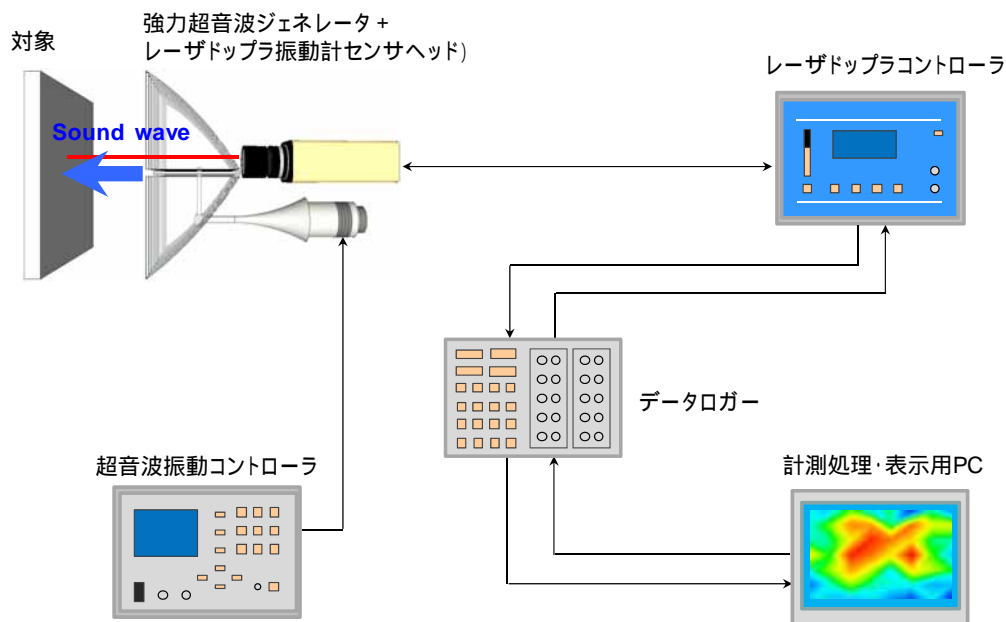 対象
強力超音波ジェネレータ +
レーザドップラ振動計センサヘッド)
レーザドップラコントローラ
Sound wave
データロガー
超音波振動コントローラ
計測処理・表示用PC